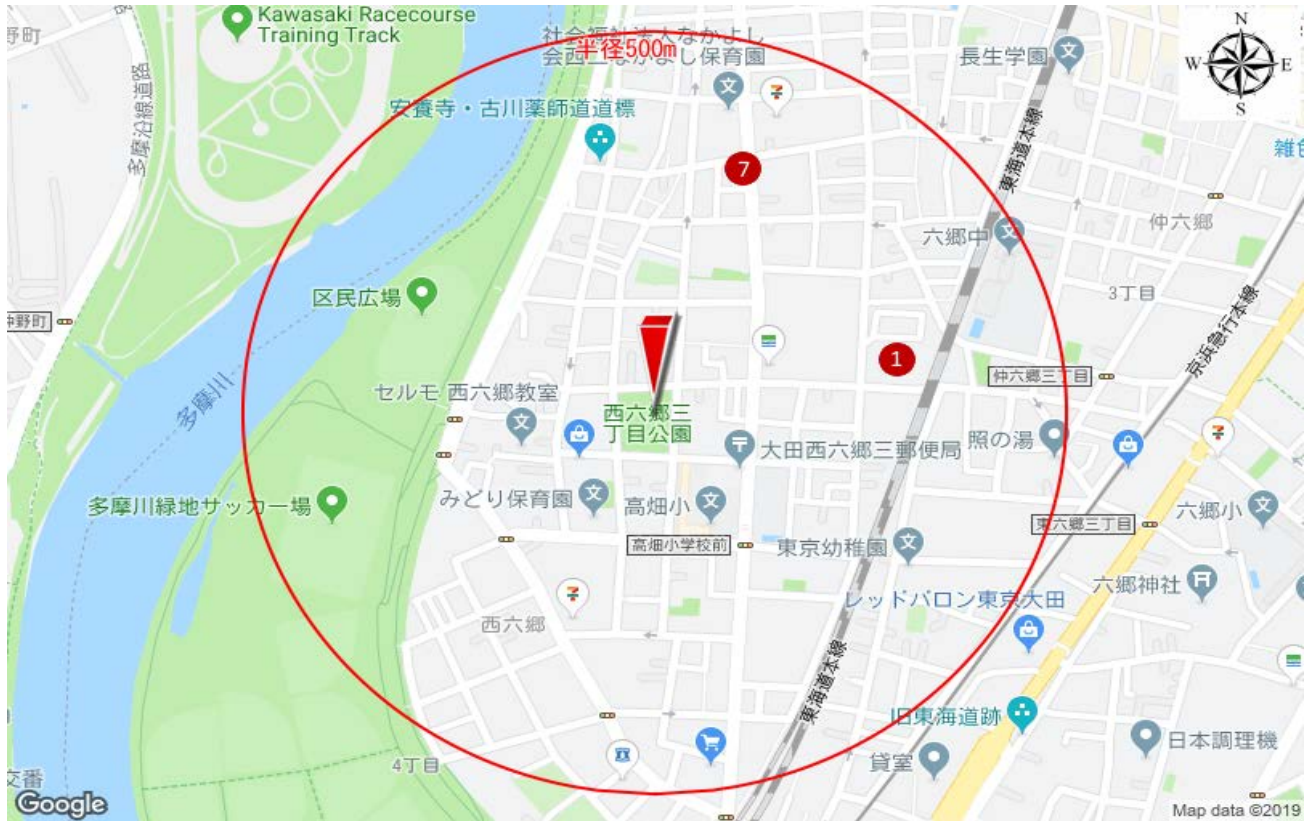 Kawasaki Racecourse
Training Track
半径500m
社会福祉法人なかよし
会西二なかよし保育園
長生学園
N
W
E
S
野町
多摩沿線道路
安養寺・古川薬師道道標
7
東海道本線
雑色
仲六郷
六郷中
区民広場
3丁目
仲野町
京浜急行本線
1
仲六郷三丁目
多摩川
セルモ 西六郷教室
西六郷三
丁目公園
大田西六郷三郵便局
照の湯
多摩川緑地サッカー場
みどり保育園
高畑小
六郷小
東六郷三丁目
高畑小学校前
東京幼稚園
六郷神社
レッドバロン東京大田
西六郷
東海道本線
旧東海道跡
日本調理機
貸室
4丁目
交番
Google
Map data ©2019